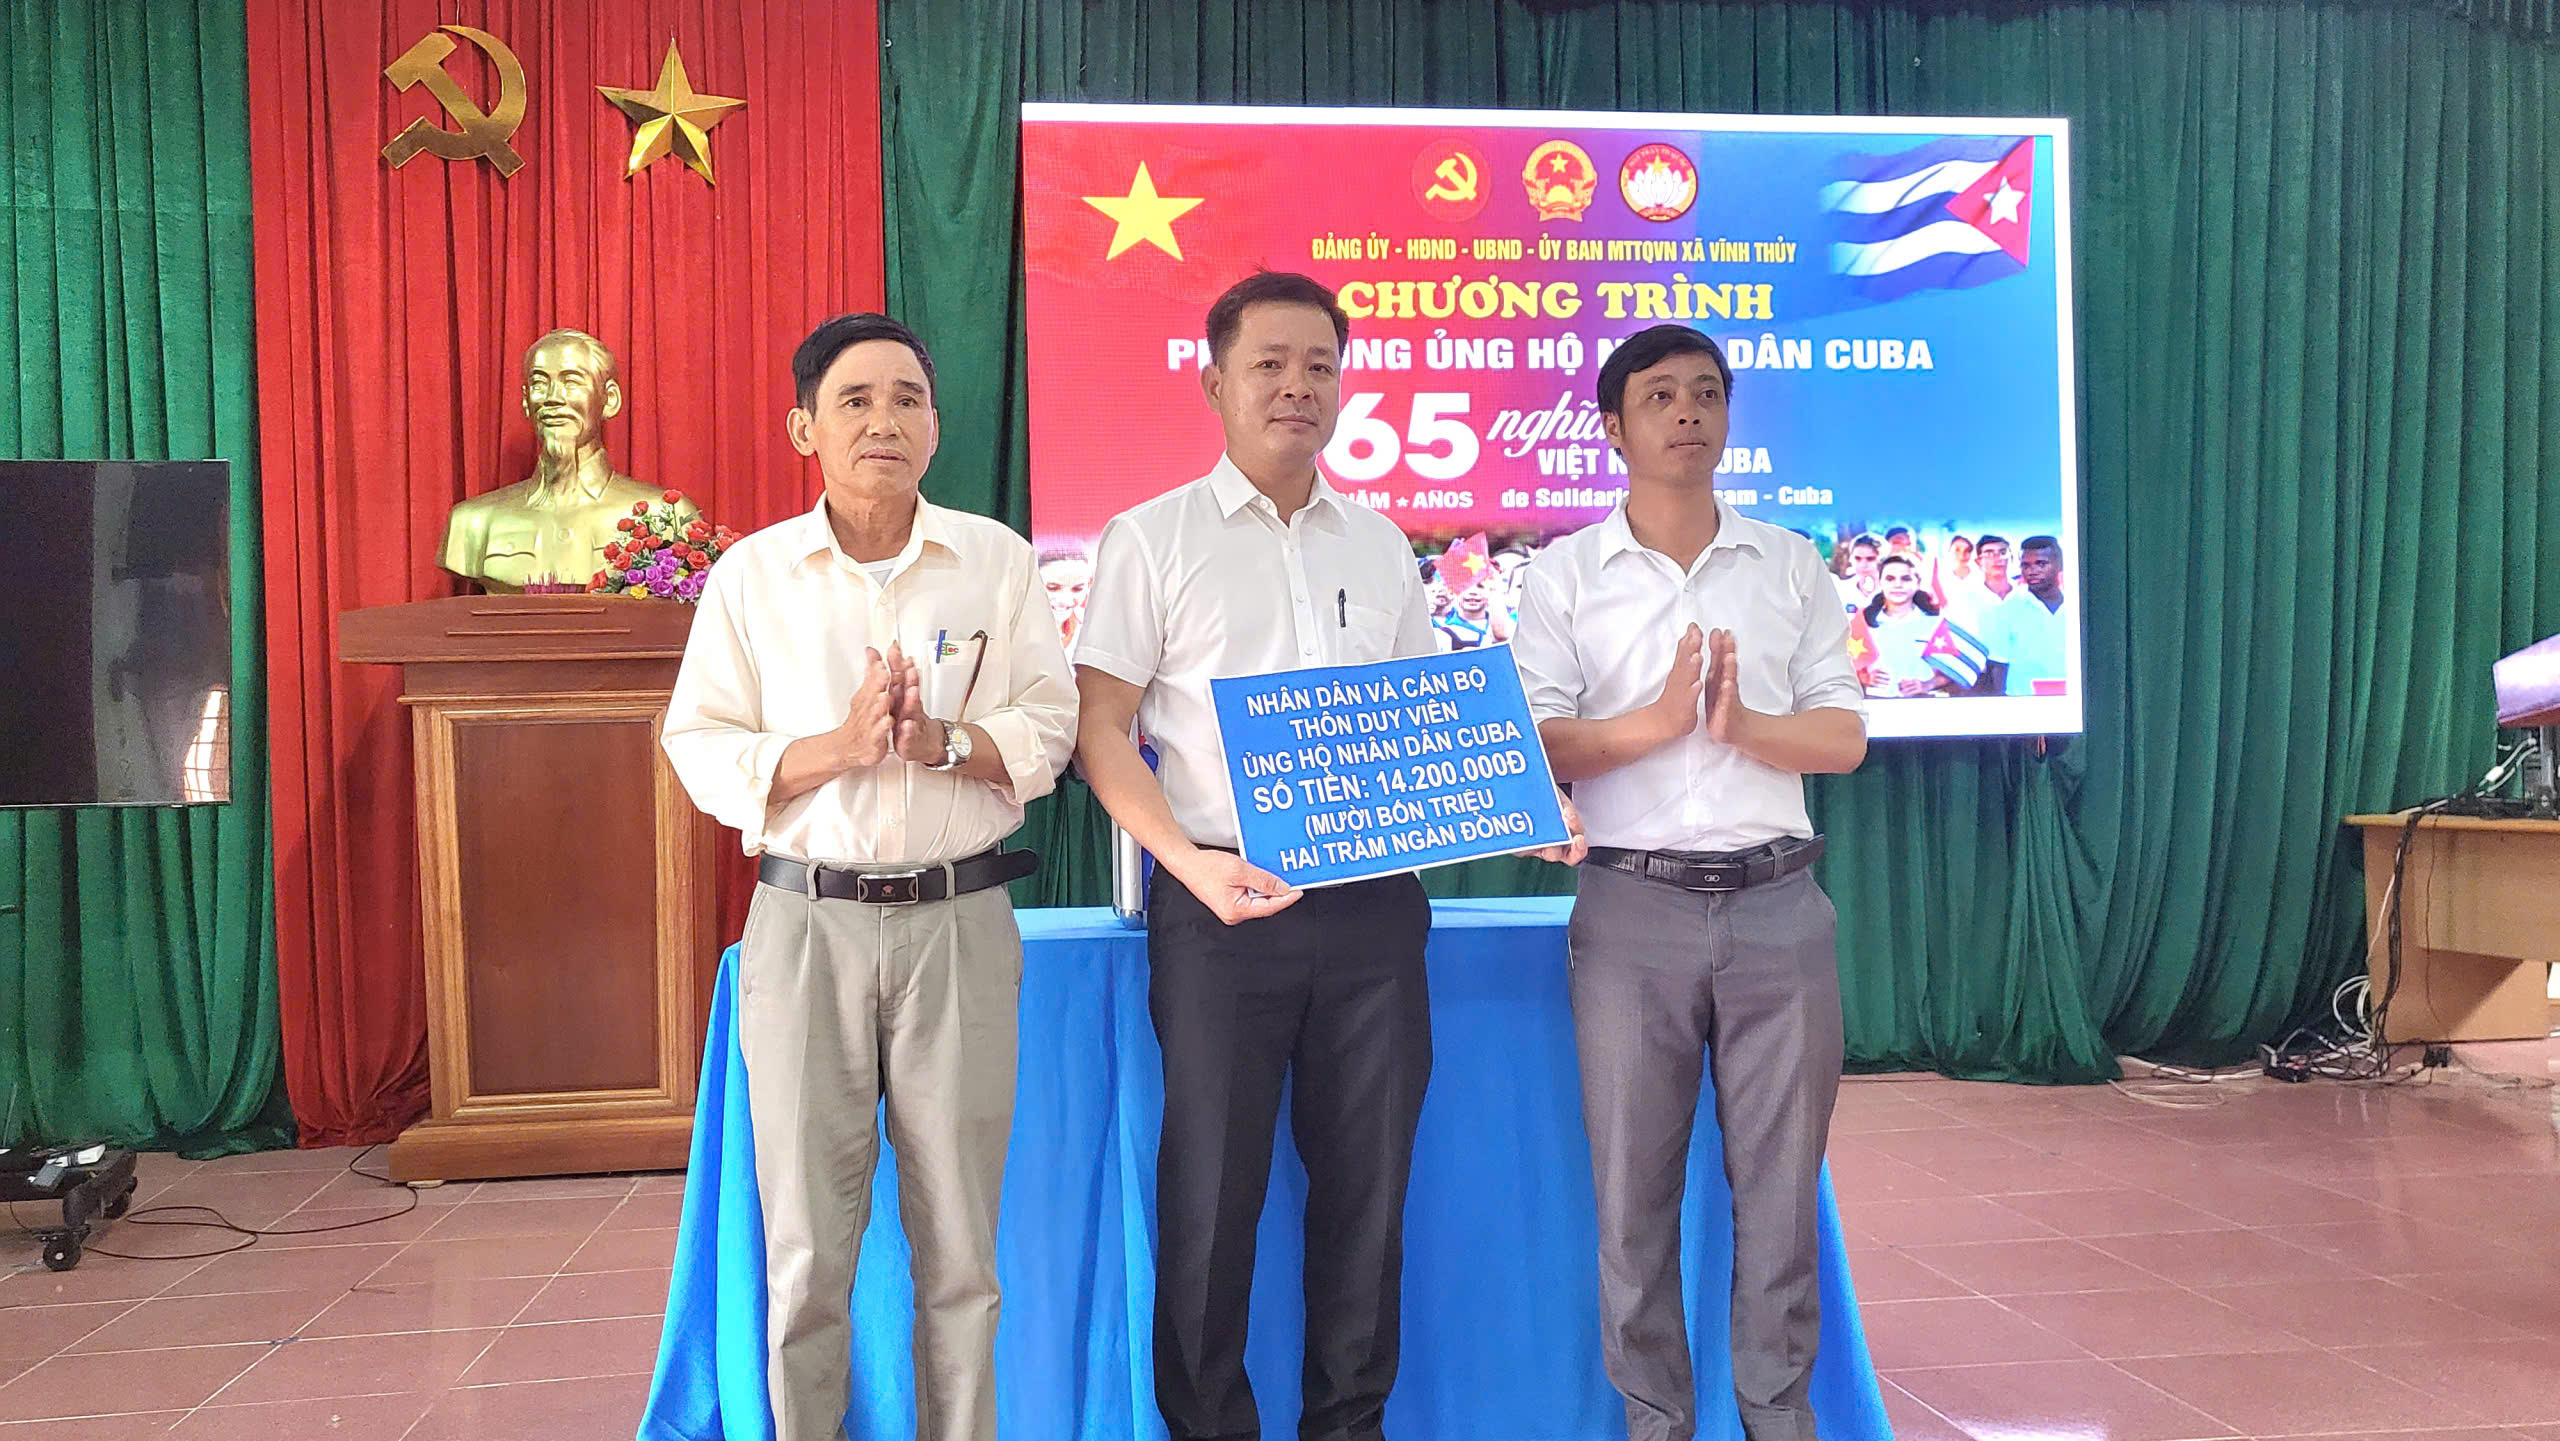 ĐẢNG ỦY - HĐND - UBND - ỦY BAN MTTQVN XÃ VĨNH THỦY
CHƯƠNG TRÌNH
ỦNG HỘ DÂN CUBA
65 nghĩa
VIỆT
NĂM ★ AÑOS de - Cuba
NHÂN DÂN VÀ CÁN BỘ
THÔN DUY VIÊN
ỦNG HỘ NHÂN DÂN CUBA
SỐ TIỀN: 14.200.000Đ
(MƯỜI BỐN TRIỆU
HAI TRĂM NGÀN ĐỒNG)